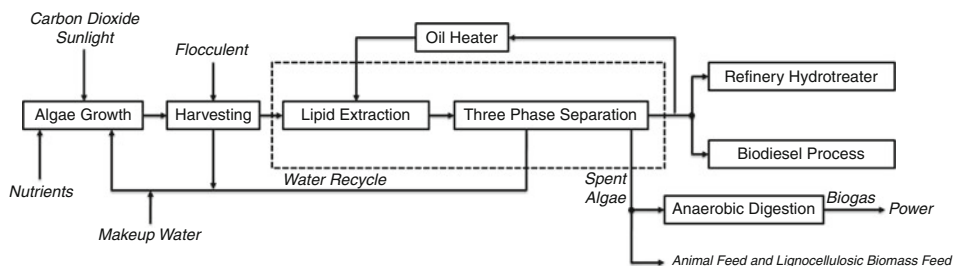 Carbon Dioxide
Sunlight
Flocculent
Oil Heater
Refinery Hydrotreater
Algae Growth
Harvesting
Lipid Extraction
Three Phase Separation
Biodiesel Process
Nutrients
Water Recycle
Spent
Algae
Makeup Water
Anaerobic Digestion
Biogas
Power
Animal Feed and Lignocellulosic Biomass Feed